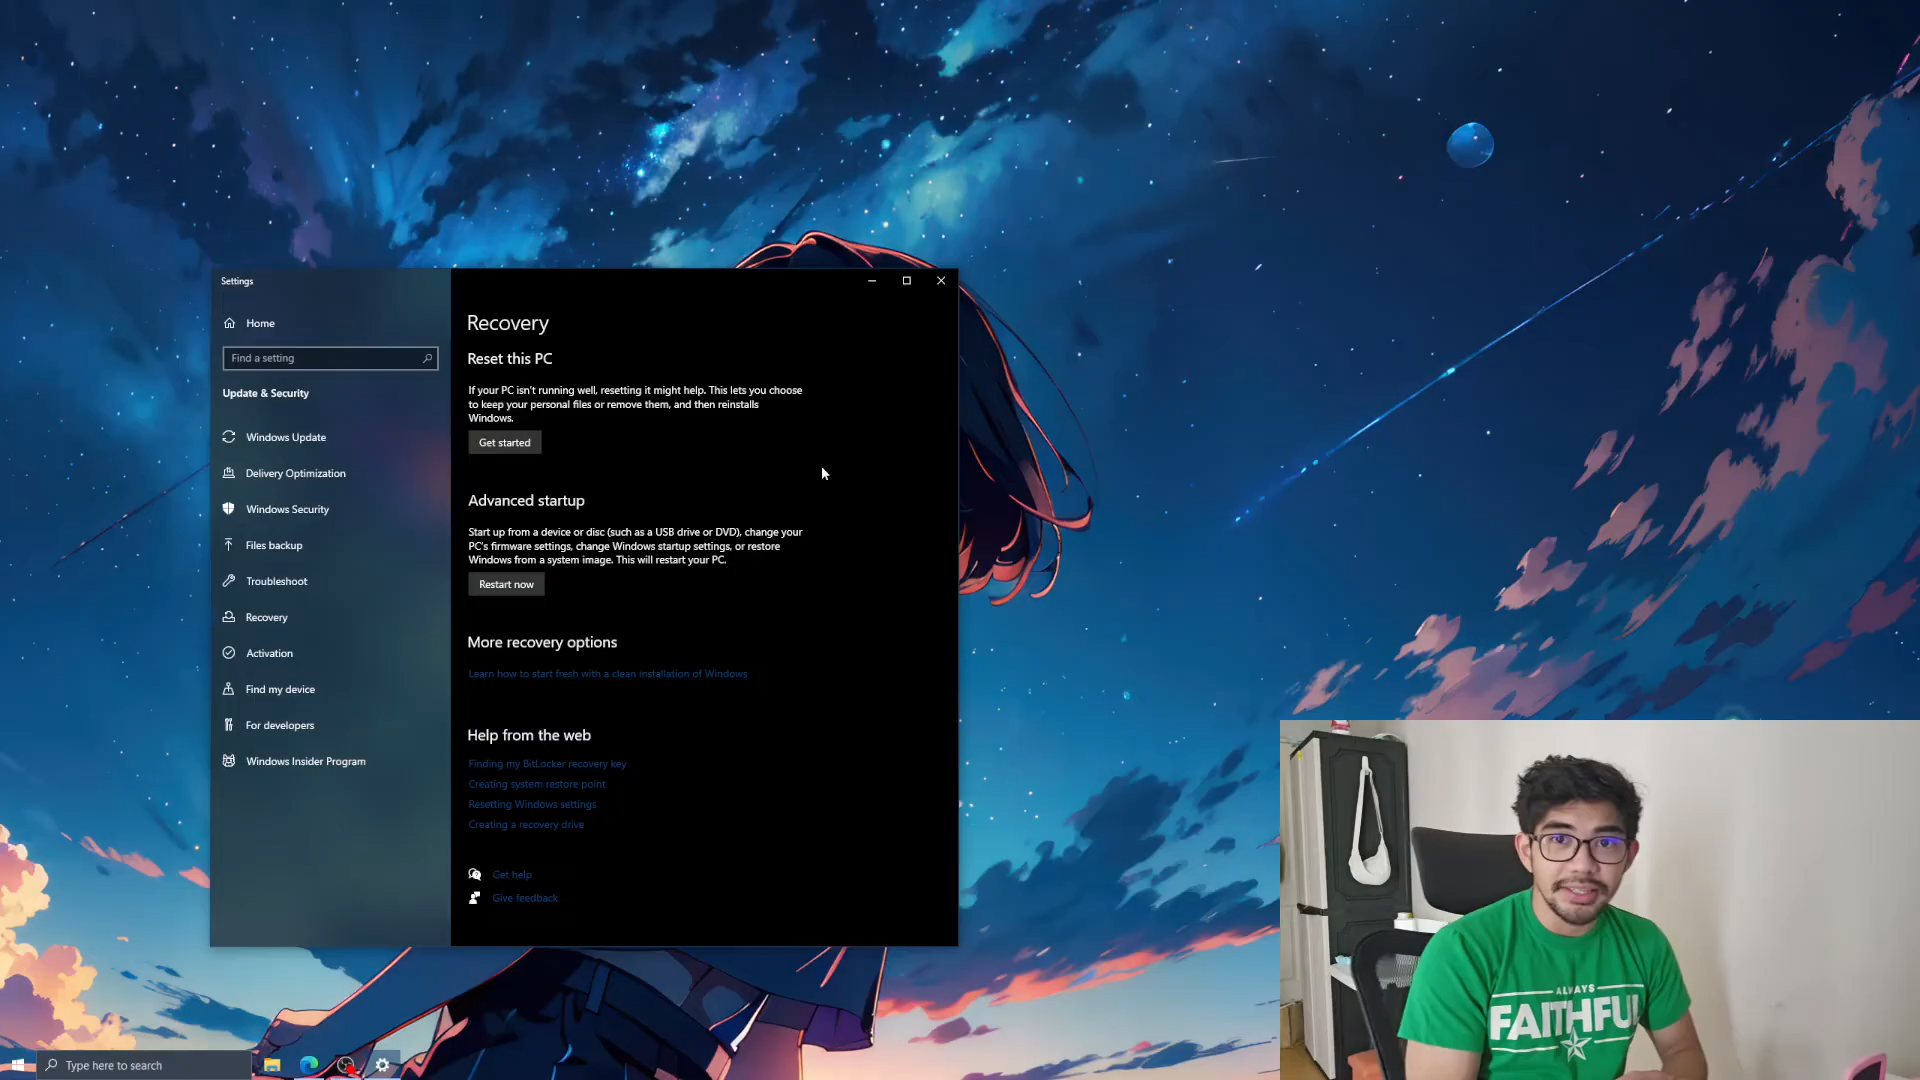 Settings
Home
Find a setting
Update & Security
Windows Update
Delivery Optimization
Windows Security
Files backup
Troubleshoot
Recovery
Activation
Find my device
For developers
Windows Insider Program
Recovery
Reset this PC
If your PC isn't running well, resetting it might help. This lets you choose
to keep your personal files or remove them, and then reinstalls
Windows.
Get started
Advanced startup
Start up from a device or disc (such as a USB drive or DVD), change your
PC's firmware settings, change Windows startup settings, or restore
Windows from a system image. This will restart your PC.
Restart now
More recovery options
Learn how to start fresh with a clean installation of Windows
Help from the web
Finding my BitLocker recovery key
Creating system restore point
Resetting Windows settings
Creating a recovery drive
Get help
Give feedback
ALWAYS
FAITHFUL
Type here to search